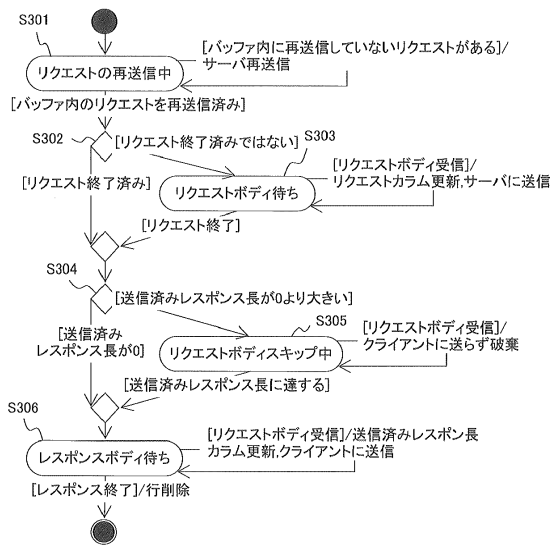 S301
[バッファ内に再送信していないリクエストがある]/
サーバ再送信
リクエストの再送信中
[バッファ内のリクエストを再送信済み]
S302
[リクエスト終了済みではない]
S303
[リクエスト終了済み]
[リクエストボディ受信]/
リクエストカラム更新,サーバに送信
リクエストボディ待ち
[リクエスト終了]
S304
[送信済みレスポンス長が0より大きい]
S305
[送信済み
レスポンス長が0]
[リクエストボディ受信]/
クライアントに送らず破棄
リクエストボディスキップ中
[送信済みレスポンス長に達する]
S306
[リクエストボディ受信]/送信済みレスポン長
カラム更新,クライアントに送信
レスポンスボディ待ち
[レスポンス終了]/行削除